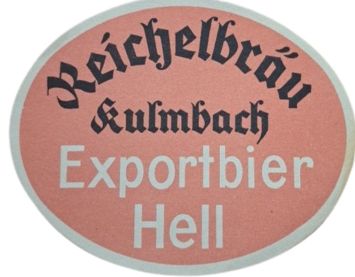 Reichelbräu
Kulmbach
Exportbier
Hell